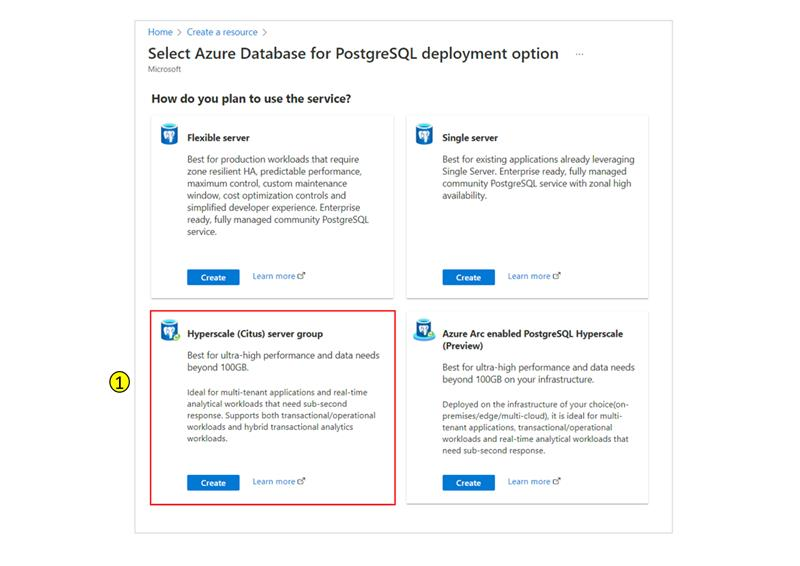 Home > Create a resource >
Select Azure Database for PostgreSQL deployment option ...
Microsoft
How do you plan to use the service?
Flexible server
Best for production workloads that require
zone resilient HA, predictable performance,
maximum control, custom maintenance
window, cost optimization controls and
simplified developer experience. Enterprise
ready, fully managed community PostgreSQL
service.
Create
Learn more
Single server
Best for existing applications already leveraging
Single Server. Enterprise ready, fully managed
community PostgreSQL service with zonal high
availability.
Create
Learn more
1
Hyperscale (Citus) server group
Best for ultra-high performance and data needs
beyond 100GB.
Ideal for multi-tenant applications and real-time
analytical workloads that need sub-second
response. Supports both transactional/operational
workloads and hybrid transactional analytics
workloads.
Create
Learn more
Azure Arc enabled PostgreSQL Hyperscale
(Preview)
Best for ultra-high performance and data needs
beyond 100GB on your infrastructure.
Deployed on the infrastructure of your choice(on-
premises/edge/multi-cloud), it is ideal for multi-
tenant applications, transactional/operational
workloads and real-time analytical workloads that
need sub-second response.
Create
Learn more